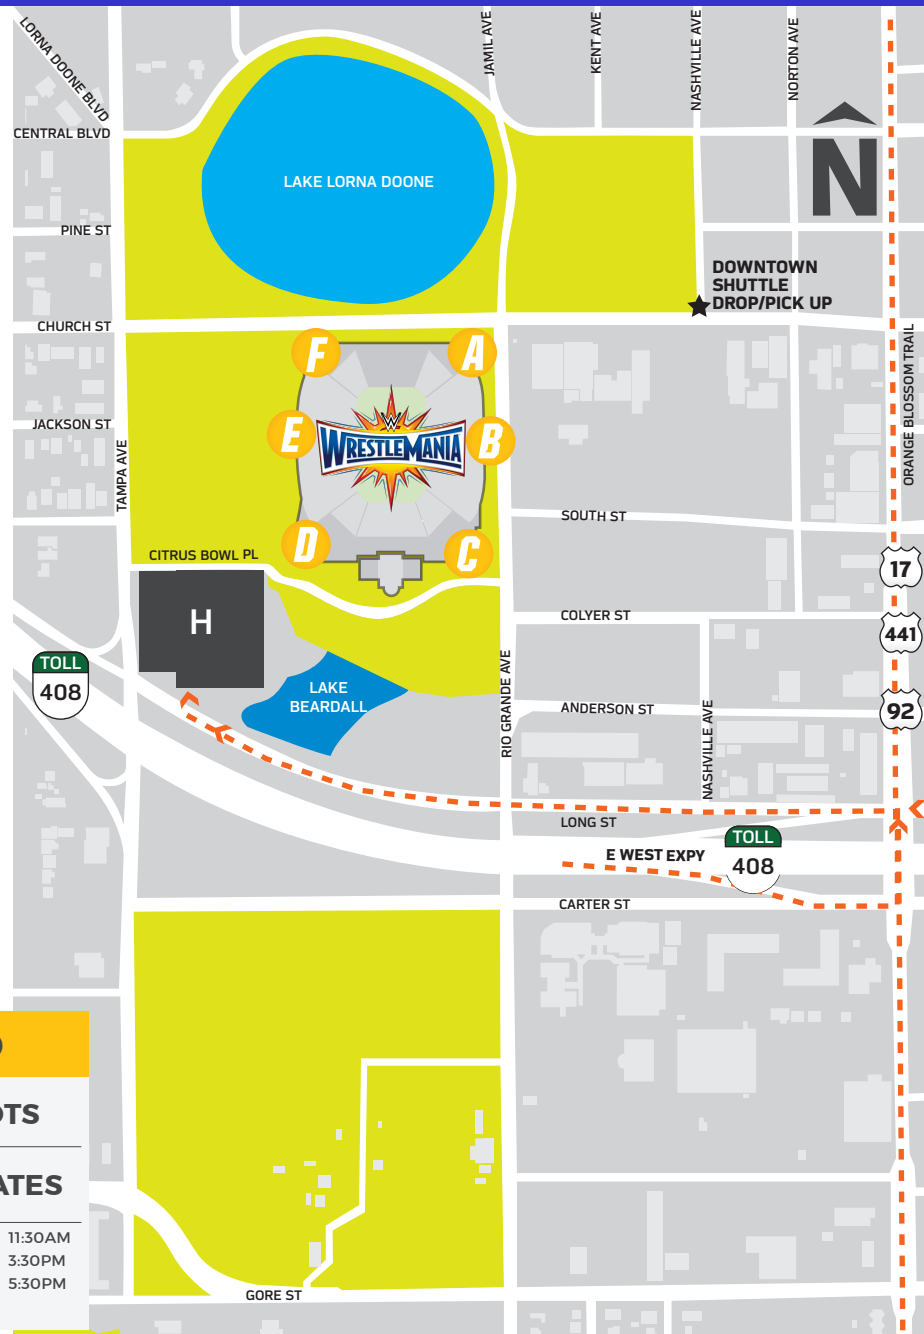 LORNA DOONE BLVD
JAMIL AVE
KENT AVE
NASHVILLE AVE
NORTON AVE
CENTRAL BLVD
N
LAKE LORNA DOONE
PINE ST
DOWNTOWN
SHUTTLE
DROP/PICK UP
CHURCH ST
ORANGE BLOSSOM TRAIL
F
A
JACKSON ST
E
W
WRESTLEMANIA
B
TAMPA AVE
SOUTH ST
D
C
CITRUS BOWL PL
17
H
COLYER ST
441
TOLL
408
LAKE
BEARDALL
RIO GRANDE AVE
ANDERSON ST
NASHVILLE AVE
92
LONG ST
E WEST EXPY
TOLL
408
CARTER ST
OTS
ATES
11:30AM
3:30PM
5:30PM
GORE ST